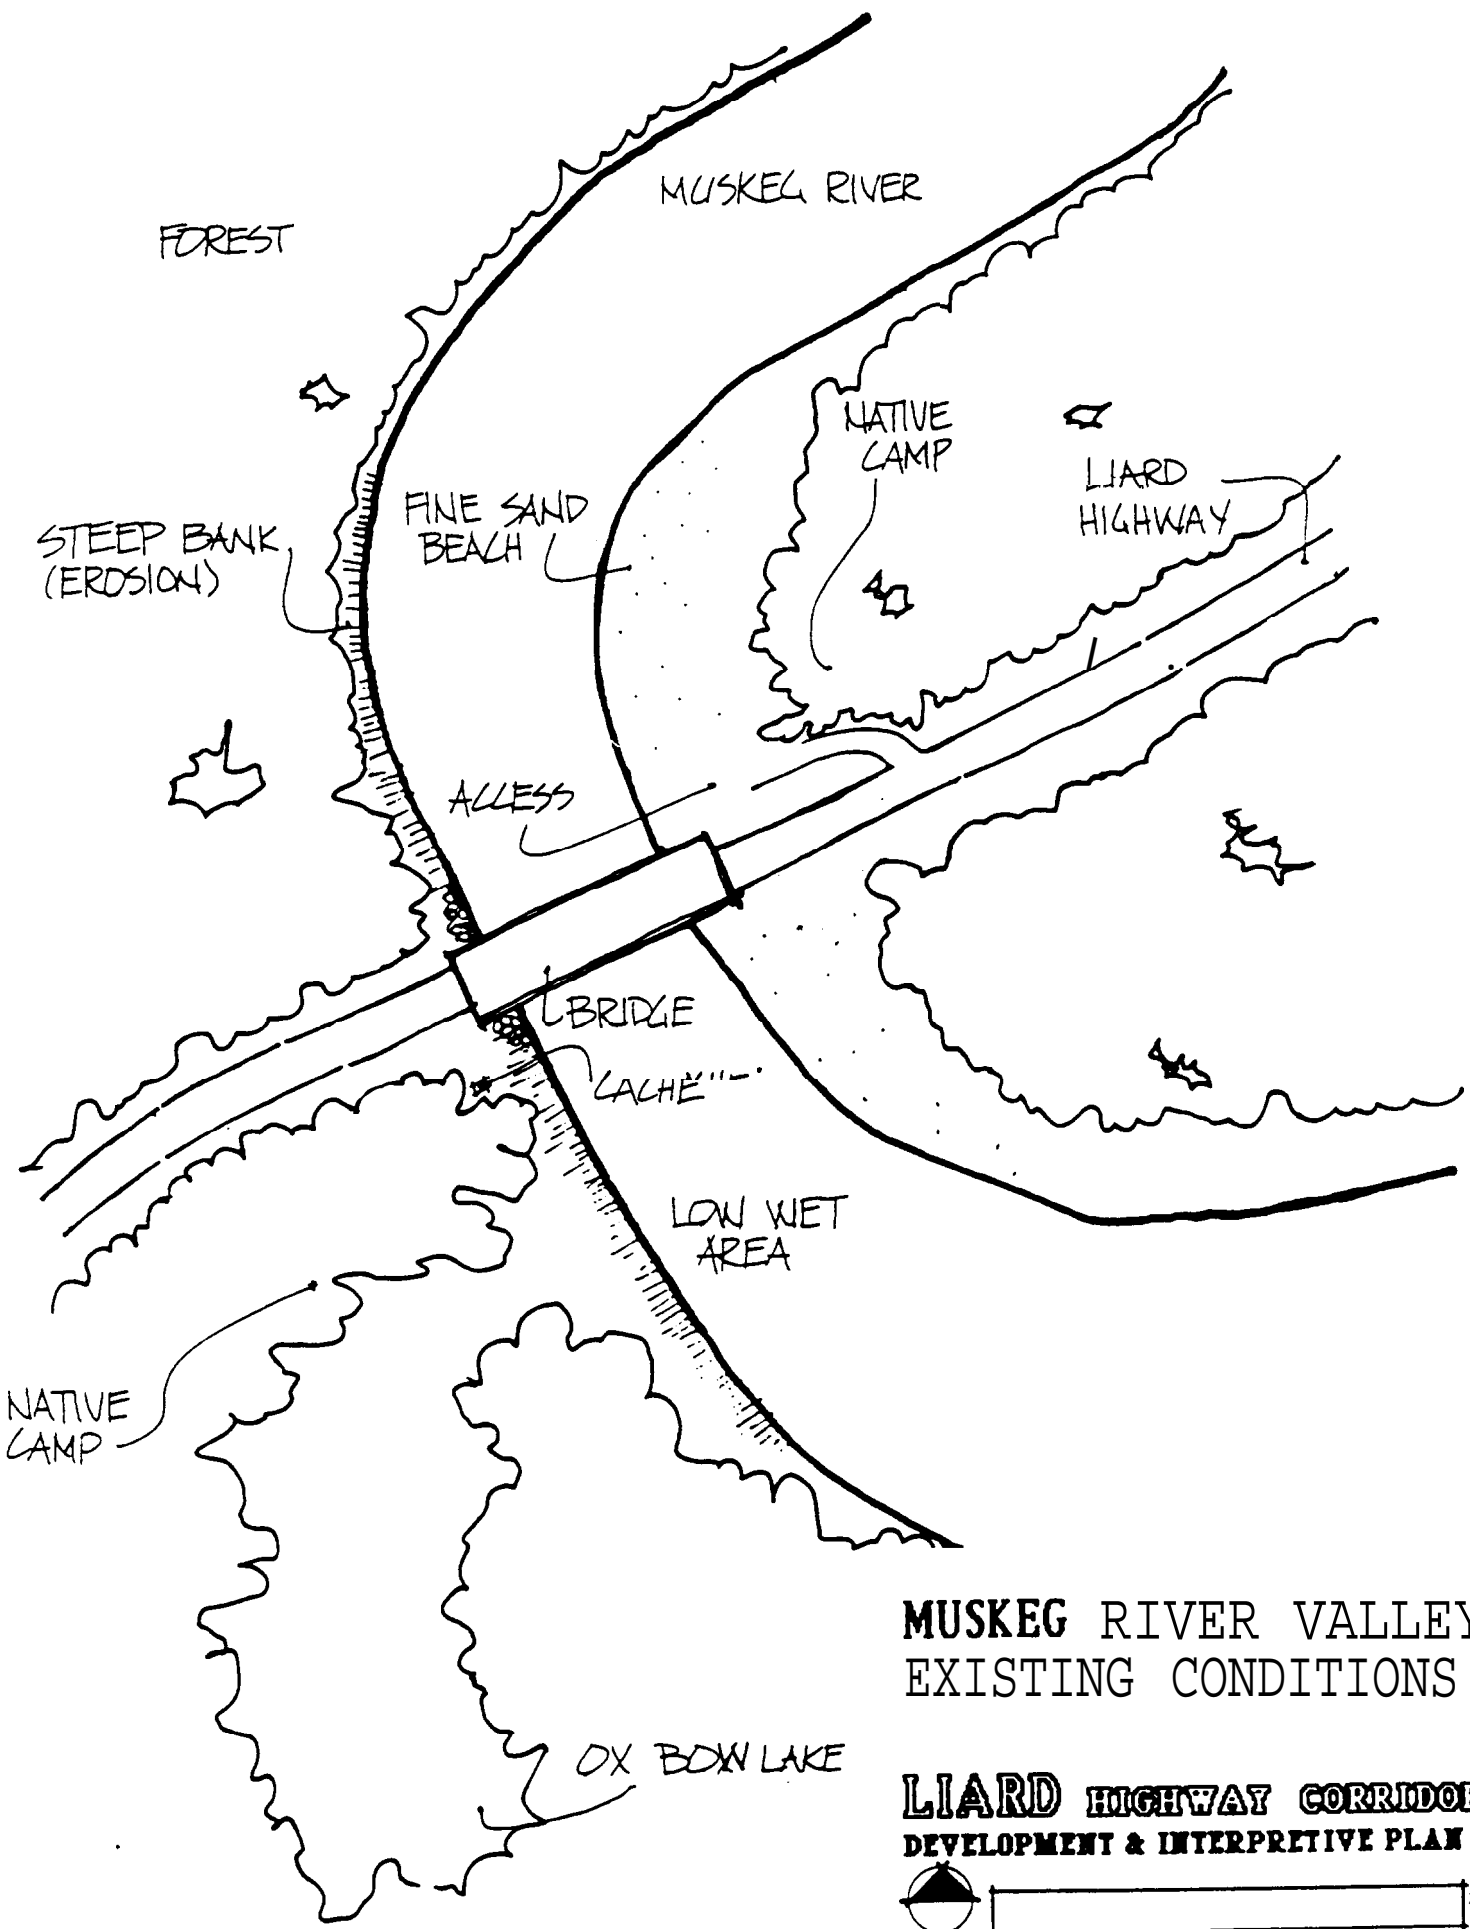 MUSKEG RIVER
FOREST
NATIVE
CAMP
LIARD
HIGHWAY
FINE SAND
BEACH
STEEP BANK
(EROSION)
ACCESS
BRIDGE
CACHE
LOW WET
AREA
NATIVE
CAMP
OX BOW LAKE
MUSKEG RIVER VALLEY
EXISTING CONDITIONS
LIARD HIGHWAY CORRIDOR
DEVELOPMENT & INTERPRETIVE PLAN